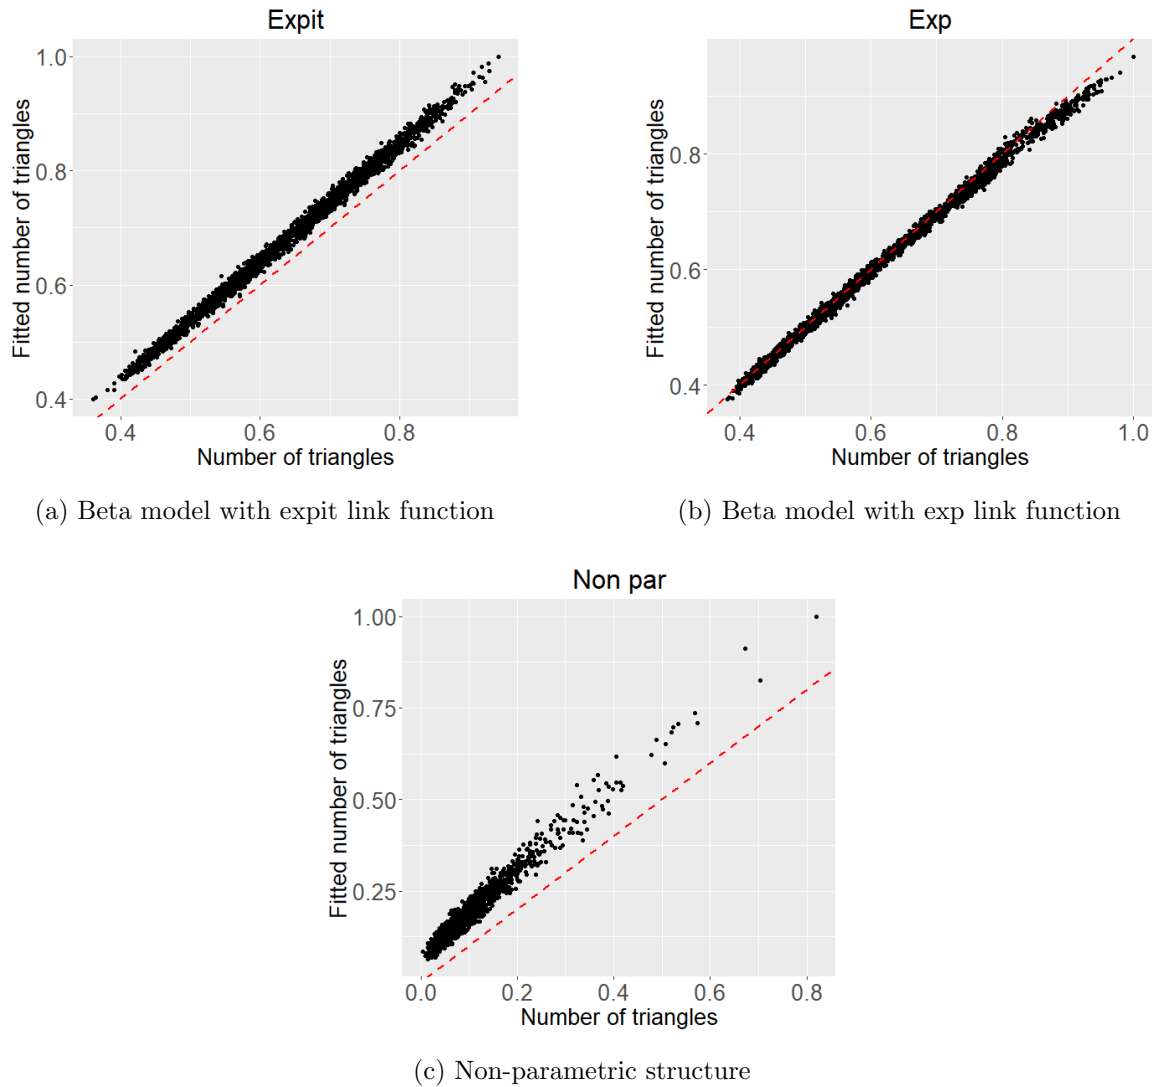 Expit
Fitted number of triangles
1.0
0.8
0.6
0.4
0.4 0.6 0.8
Number of triangles
(a) Beta model with expit link function
Exp
Fitted number of triangles
0.8
0.6
0.4
0.4 0.6 0.8 1.0
Number of triangles
(b) Beta model with exp link function
Non par
Fitted number of triangles
1.00
0.75
0.50
0.25
0.0 0.2 0.4 0.6 0.8
Number of triangles
(c) Non-parametric structure